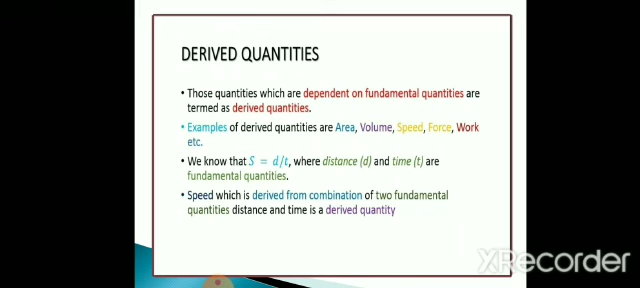 DERIVED QUANTITIES
• Those quantities which are dependent on fundamental quantities are
termed as derived quantities.
• Examples of derived quantities are Area, Volume, Speed, Force, Work
etc.
• We know that S = d/t, where distance (d) and time (t) are
fundamental quantities.
• Speed which is derived from combination of two fundamental
quantities distance and time is a derived quantity
XRecorder